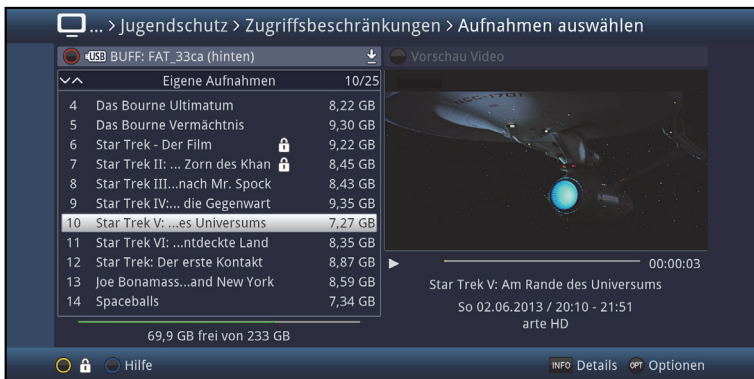 ... > Jugendschutz > Zugriffsbeschränkungen > Aufnahmen auswählen
USB BUFF: FAT_33ca (hinten)
Vorschau Video
Eigene Aufnahmen 10/25
4 Das Bourne Ultimatum 8,22 GB
5 Das Bourne Vermächtnis 9,30 GB
6 Star Trek - Der Film 9,22 GB
7 Star Trek II: ... Zorn des Khan 8,45 GB
8 Star Trek III...nach Mr. Spock 8,43 GB
9 Star Trek IV:... die Gegenwart 9,35 GB
10 Star Trek V: ...es Universums 7,27 GB
11 Star Trek VI: ...ntdeckte Land 8,35 GB
12 Star Trek: Der erste Kontakt 8,87 GB
13 Joe Bonamass...and New York 8,59 GB
14 Spaceballs 7,34 GB
69,9 GB frei von 233 GB
NCC-1701
00:00:03
Star Trek V: Am Rande des Universums
So 02.06.2013 / 20:10 - 21:51
arte HD
Hilfe
INFO Details OPT Optionen